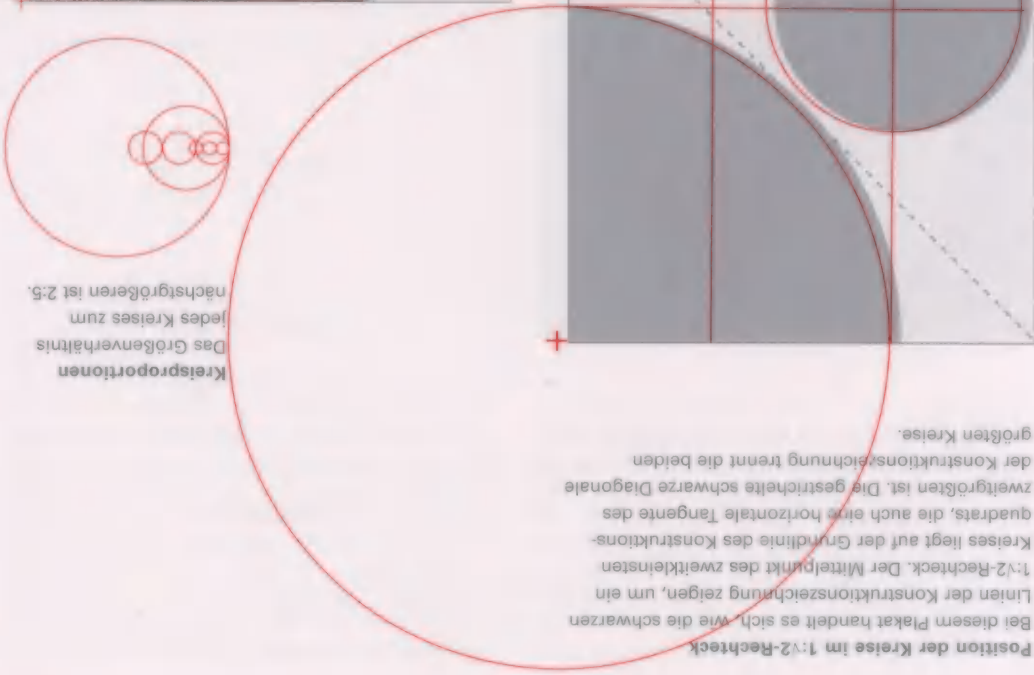 Position der Kreise im 1:√2-Rechteck
Bei diesem Plakat handelt es sich, wie die schwarzen
Linien der Konstruktionszeichnung zeigen, um ein
1:√2-Rechteck. Der Mittelpunkt des zweitkleinsten
Kreises liegt auf der Grundlinie des Konstruktions-
quadrats, die auch eine horizontale Tangente des
zweitgrößten ist. Die gestrichelte schwarze Diagonale
der Konstruktionszeichnung trennt die beiden
größten Kreise.
Kreisproportionen
Das Größenverhältnis
jedes Kreises zum
nächstgrößeren ist 2:5.